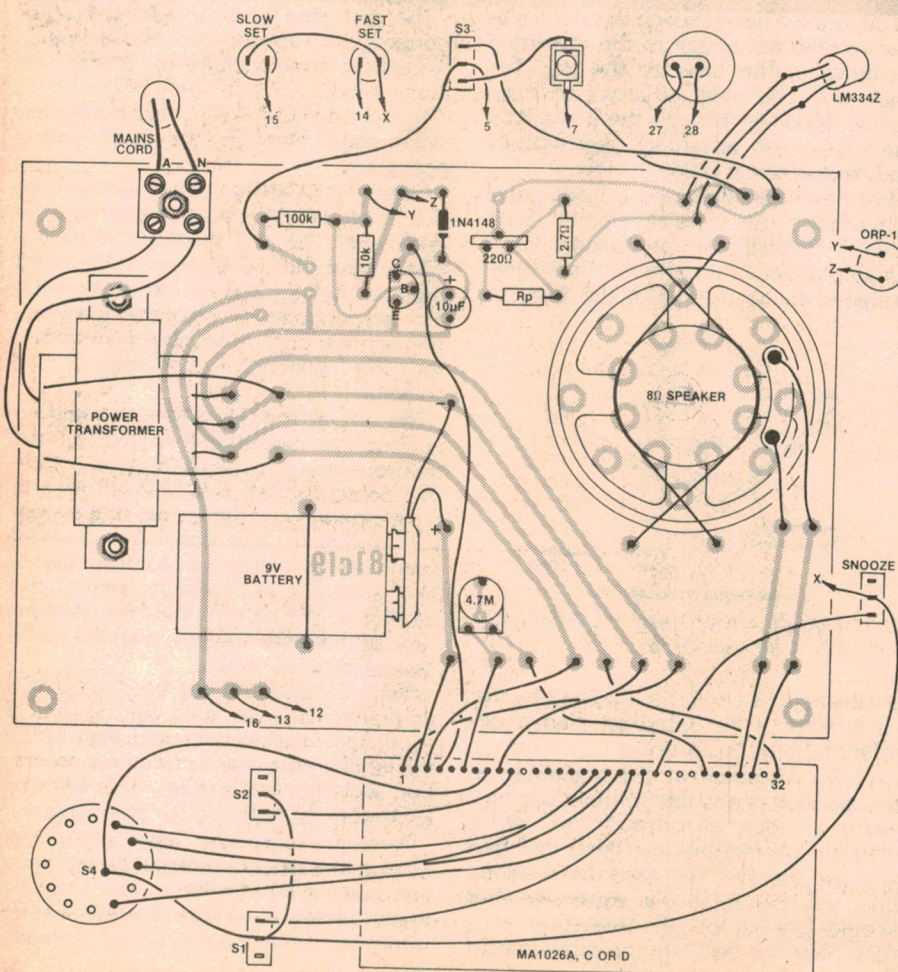 SLOW
SET
FAST
SET
S3
15
14
X
5
7
27
28
LM334Z
MAINS
CORD
A
N
100k
Y
Z
1N4148
10k
C
B
E
+
10µF
220Ω
2.7Ω
Rp
ORP-1
Y
Z
POWER
TRANSFORMER
8Ω SPEAKER
−
+
9V
BATTERY
81cl9
4.7M
SNOOZE
X
16
13
12
1
32
S2
S4
S1
MA1026A, C OR D